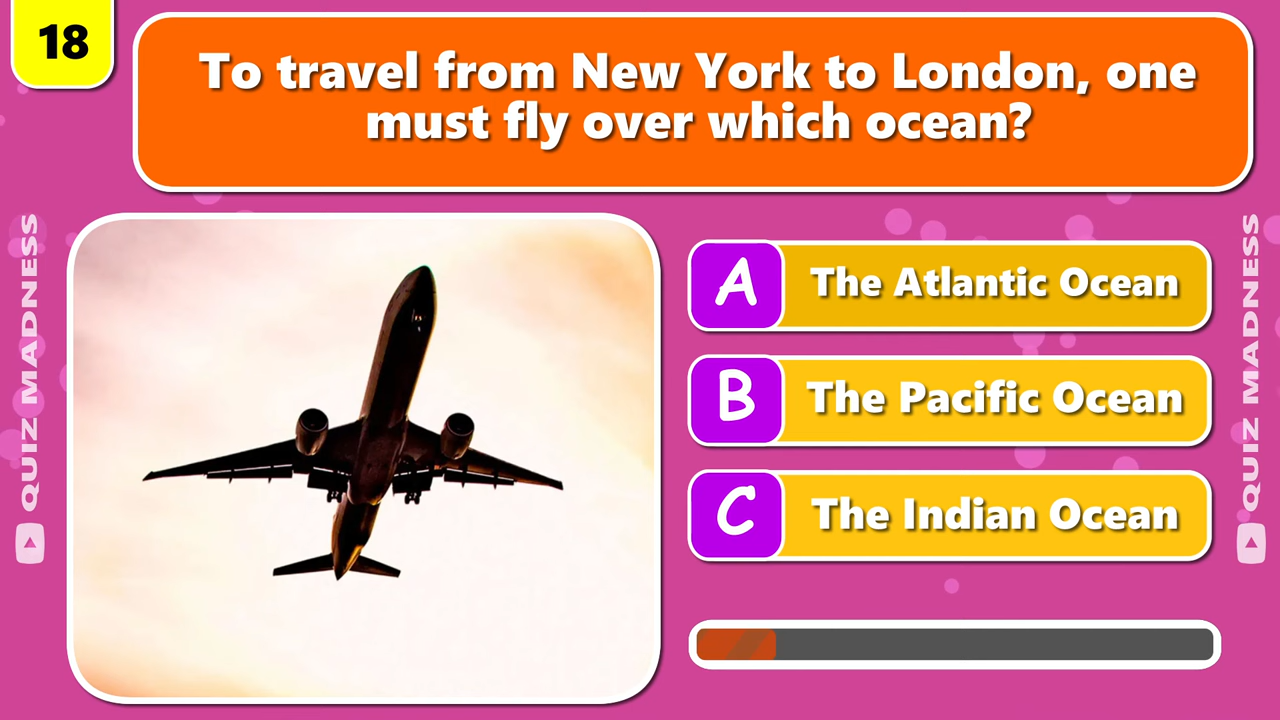 18
To travel from New York to London, one
must fly over which ocean?
QUIZ MADNESS
A The Atlantic Ocean
B The Pacific Ocean
C The Indian Ocean
QUIZ MADNESS